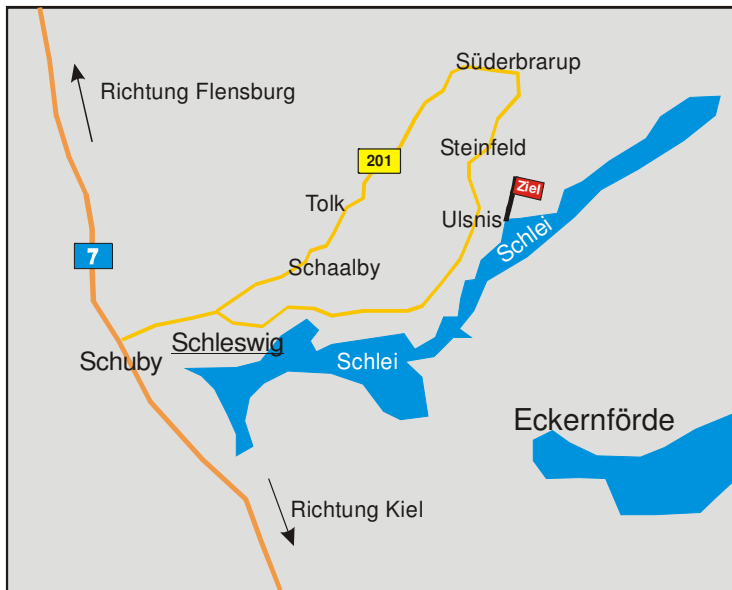 Süderbrarup
Richtung Flensburg
Steinfeld
201
Ziel
Tolk
Ulsnis
Schlei
7
Schaalby
Schleswig
Schuby
Schlei
Eckernförde
Richtung Kiel